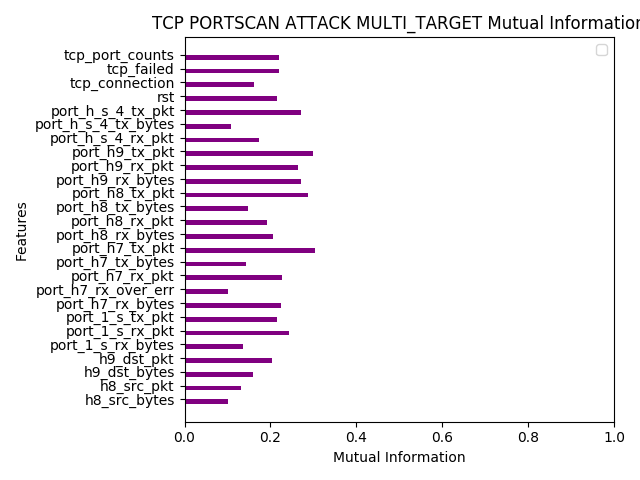 TCP PORTSCAN ATTACK MULTI_TARGET Mutual Information
tcp_port_counts
tcp_failed
tcp_connection
rst
port_h_s_4_tx_pkt
port_h_s_4_tx_bytes
port_h_s_4_rx_pkt
port_h9_tx_pkt
port_h9_rx_pkt
port_h9_rx_bytes
port_h8_tx_pkt
port_h8_tx_bytes
port_h8_rx_pkt
port_h8_rx_bytes
port_h7_tx_pkt
port_h7_tx_bytes
port_h7_rx_pkt
port_h7_rx_over_err
port_h7_rx_bytes
port_1_s_tx_pkt
port_1_s_rx_pkt
port_1_s_rx_bytes
h9_dst_pkt
h9_dst_bytes
h8_src_pkt
h8_src_bytes
Features
0.0 0.2 0.4 0.6 0.8 1.0
Mutual Information